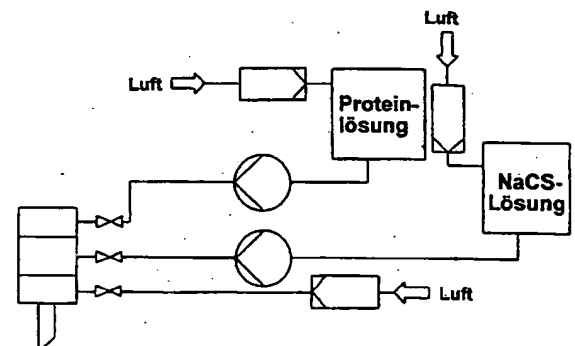 Luft
Luft
Protein-
lösung
NaCS-
Lösung
Luft